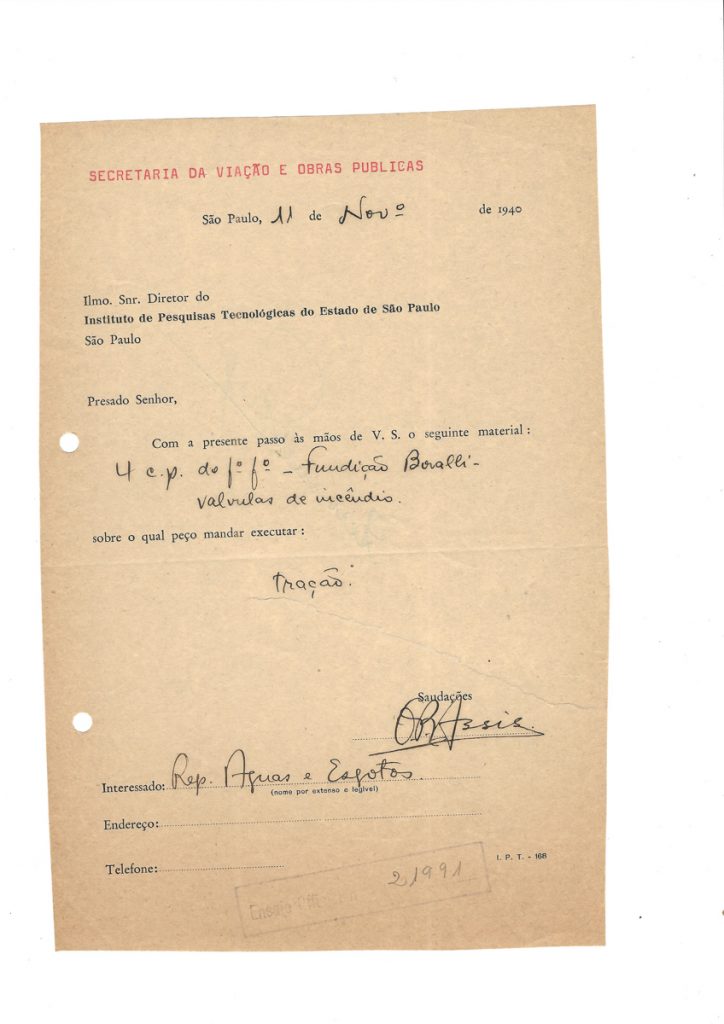 SECRETARIA DA VIAÇÃO E OBRAS PUBLICAS
São Paulo, 11 de Novº de 1940
Ilmo. Snr. Diretor do
Instituto de Pesquisas Tecnológicas do Estado de São Paulo
São Paulo
Presado Senhor,
Com a presente passo às mãos de V. S. o seguinte material :
4 c.p. de fº fº - Fundição Boralli -
valvulas de incêndio.
sobre o qual peço mandar executar :
tração.
Saudações
O.B. Assis.
Interessado: Rep. Aguas e Esgotos.
(nome por extenso e legivel)
Endereço:
Telefone:
I. P. T. - 168
Ensaio 21991